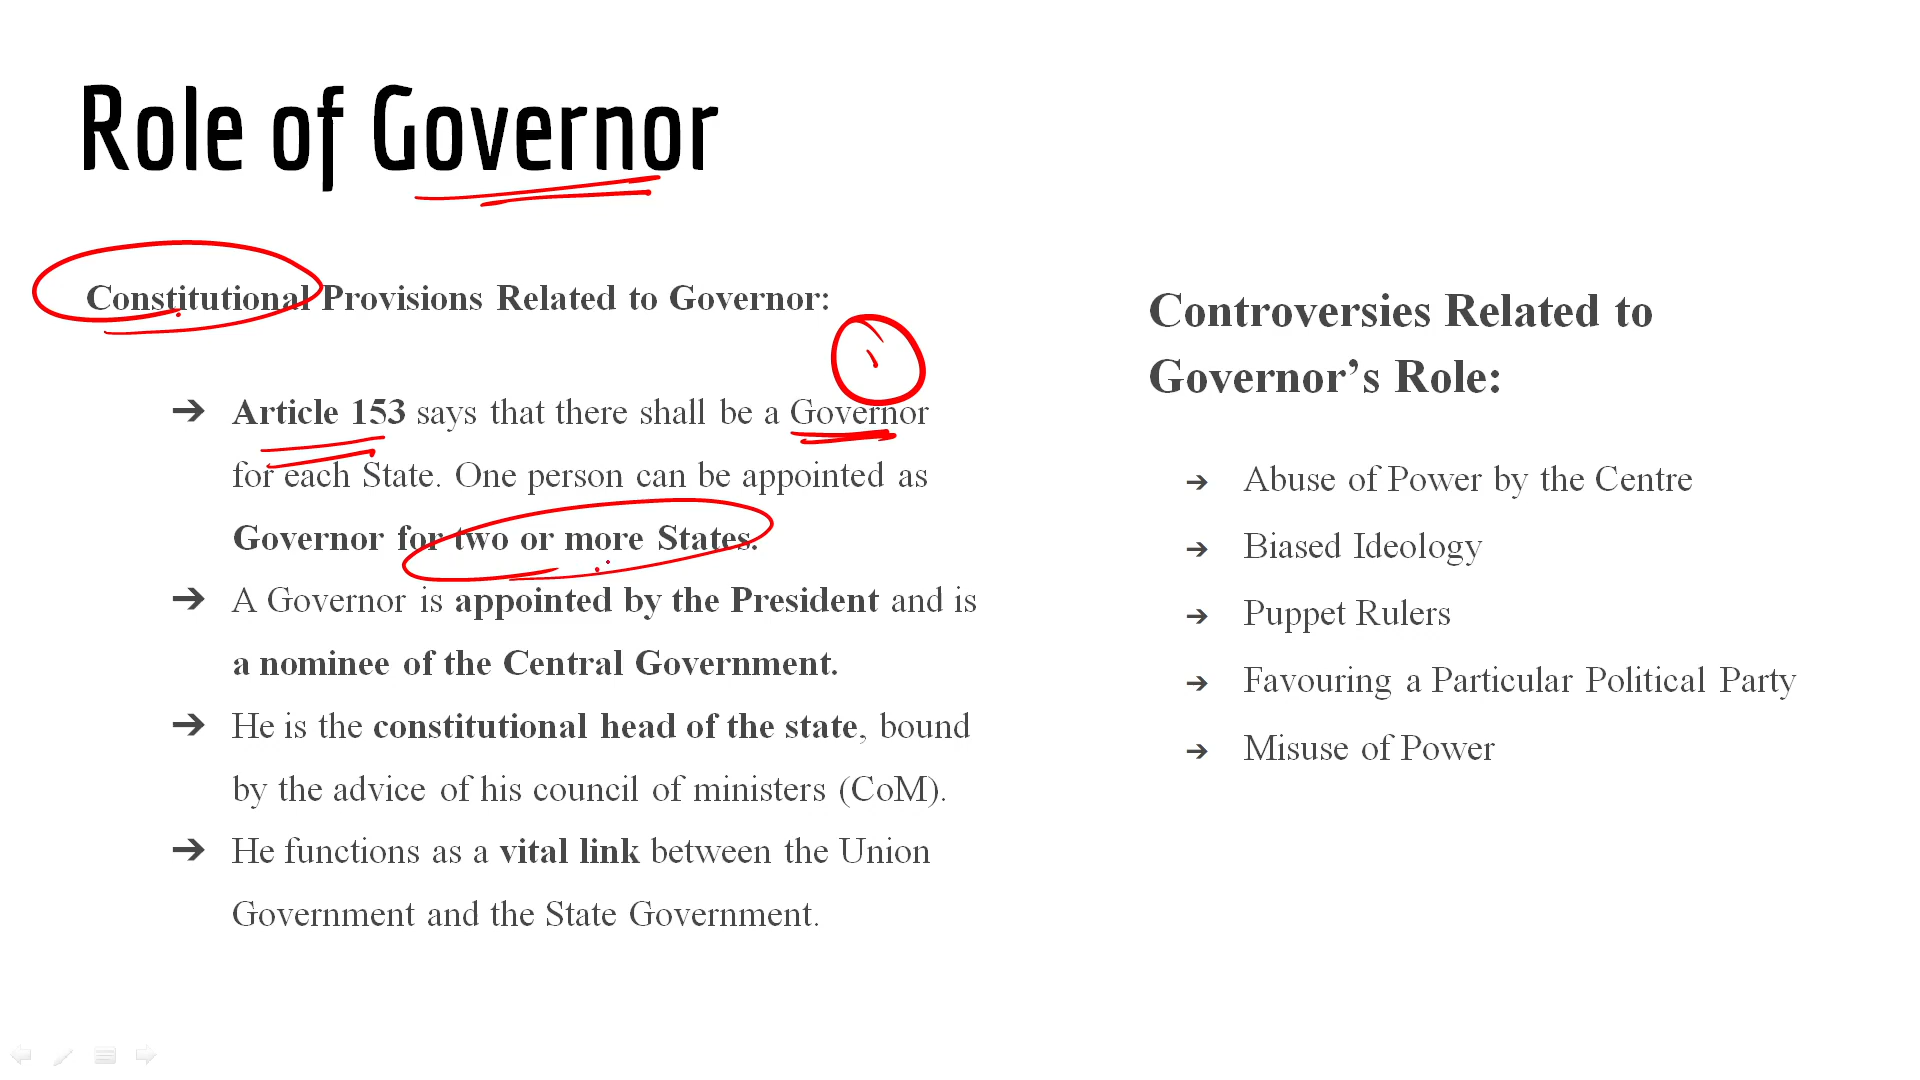 Role of Governor
Constitutional Provisions Related to Governor:
➔ Article 153 says that there shall be a Governor
for each State. One person can be appointed as
Governor for two or more States.
➔ A Governor is appointed by the President and is
a nominee of the Central Government.
➔ He is the constitutional head of the state, bound
by the advice of his council of ministers (CoM).
➔ He functions as a vital link between the Union
Government and the State Government.
Controversies Related to
Governor’s Role:
➔ Abuse of Power by the Centre
➔ Biased Ideology
➔ Puppet Rulers
➔ Favouring a Particular Political Party
➔ Misuse of Power